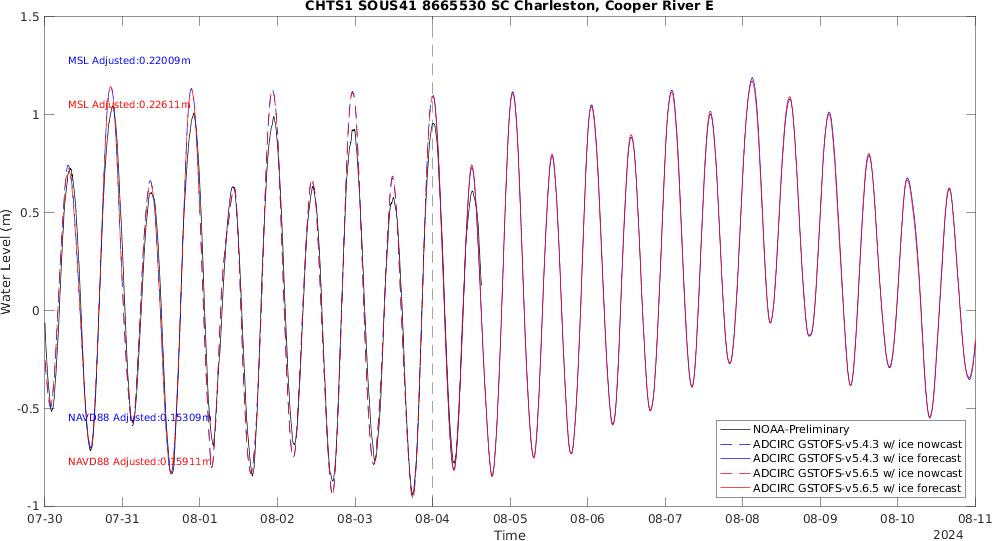 CHTS1 SOUS41 8665530 SC Charleston, Cooper River E
1.5
1
0.5
0
-0.5
-1
Water Level (m)
MSL Adjusted:0.22009m
MSL Adjusted:0.22611m
NAVD88 Adjusted:0.15309m
NAVD88 Adjusted:0.15911m
NOAA-Preliminary
ADCIRC GSTOFS-v5.4.3 w/ ice nowcast
ADCIRC GSTOFS-v5.4.3 w/ ice forecast
ADCIRC GSTOFS-v5.6.5 w/ ice nowcast
ADCIRC GSTOFS-v5.6.5 w/ ice forecast
07-30 07-31 08-01 08-02 08-03 08-04 08-05 08-06 08-07 08-08 08-09 08-10 08-11
Time
2024